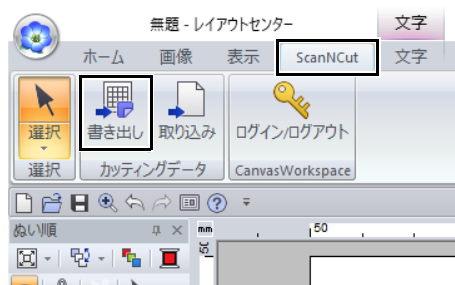 無題 - レイアウトセンター 文字
ホーム 画像 表示 ScanNCut 文字
選択 書き出し 取り込み ログイン/ログアウト
選択 カッティングデータ CanvasWorkspace
ぬい順 mm 50
50